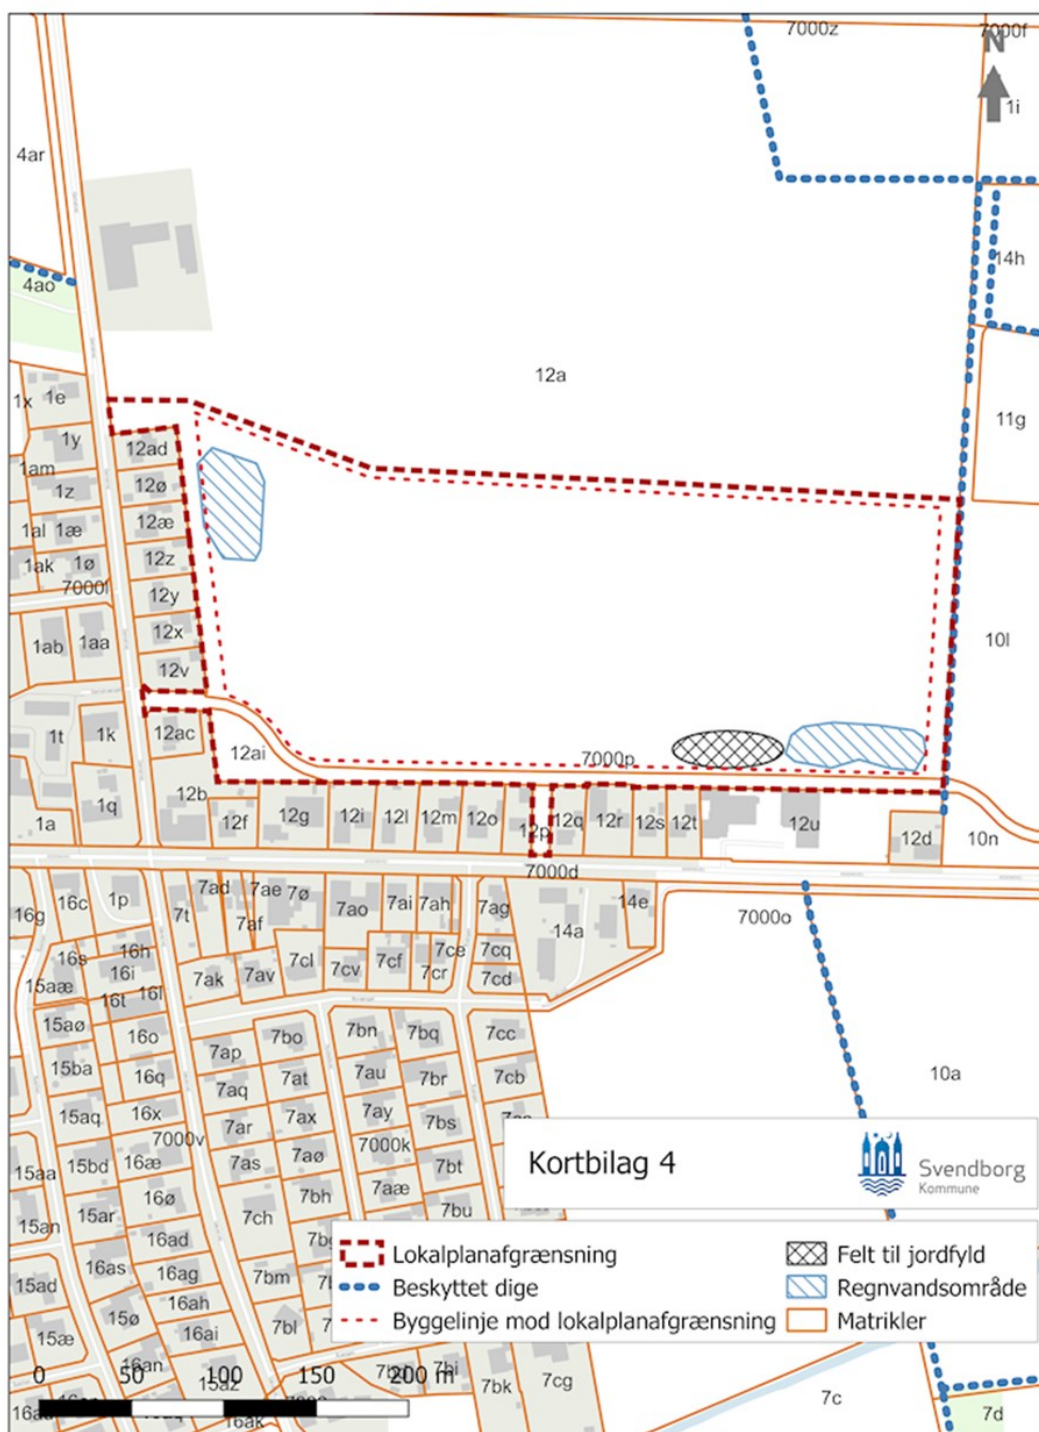 7000z
7000f
N
1i
4ar
14h
4ao
12a
1x 1e
11g
1y
12ad
1am
1z
12ø
1al 1æ
12æ
1ak 1ø
12z
7000f
12y
1ab 1aa
12x
10l
12v
1t 1k
12ac
12ai
7000p
1q
12b
1a
12f 12g 12i 12l 12m 12o 12p 12q 12r 12s 12t 12u 12d 10n
7000d
16g 16c 1p 7t 7ad 7ae 7ø 7ao 7ai 7ah 7ag 14e
7000o
7af
14a
16s 16h
7ce 7cq
15aæ 16i 7ak 7av 7cl 7cv 7cf 7cr 7cd
16t 16l
15aø 16o 7bo 7bn 7bq 7cc
7ap
15ba 16q 7aq 7at 7au 7br 7cb
10a
15aq 16x 7ar 7ax 7ay 7bs
7000v 7000k
15aa 15bd 16æ 7as 7aø 7bt
Kortbilag 4
Svendborg
Kommune
16ø 7bh 7aæ
15an 15ar 7ch 7bu
16ad
16as 16ag
15ad 7bm
16ah
15æ 15ø 16ai 7bl
Lokalplanafgrænsning
Beskyttet dige
Byggelinje mod lokalplanafgrænsning
Felt til jordfyld
Regnvandsområde
Matrikler
16an 15az 7bi 7bk 7cg
7c
7d
16ak
0 50 100 150 200 m